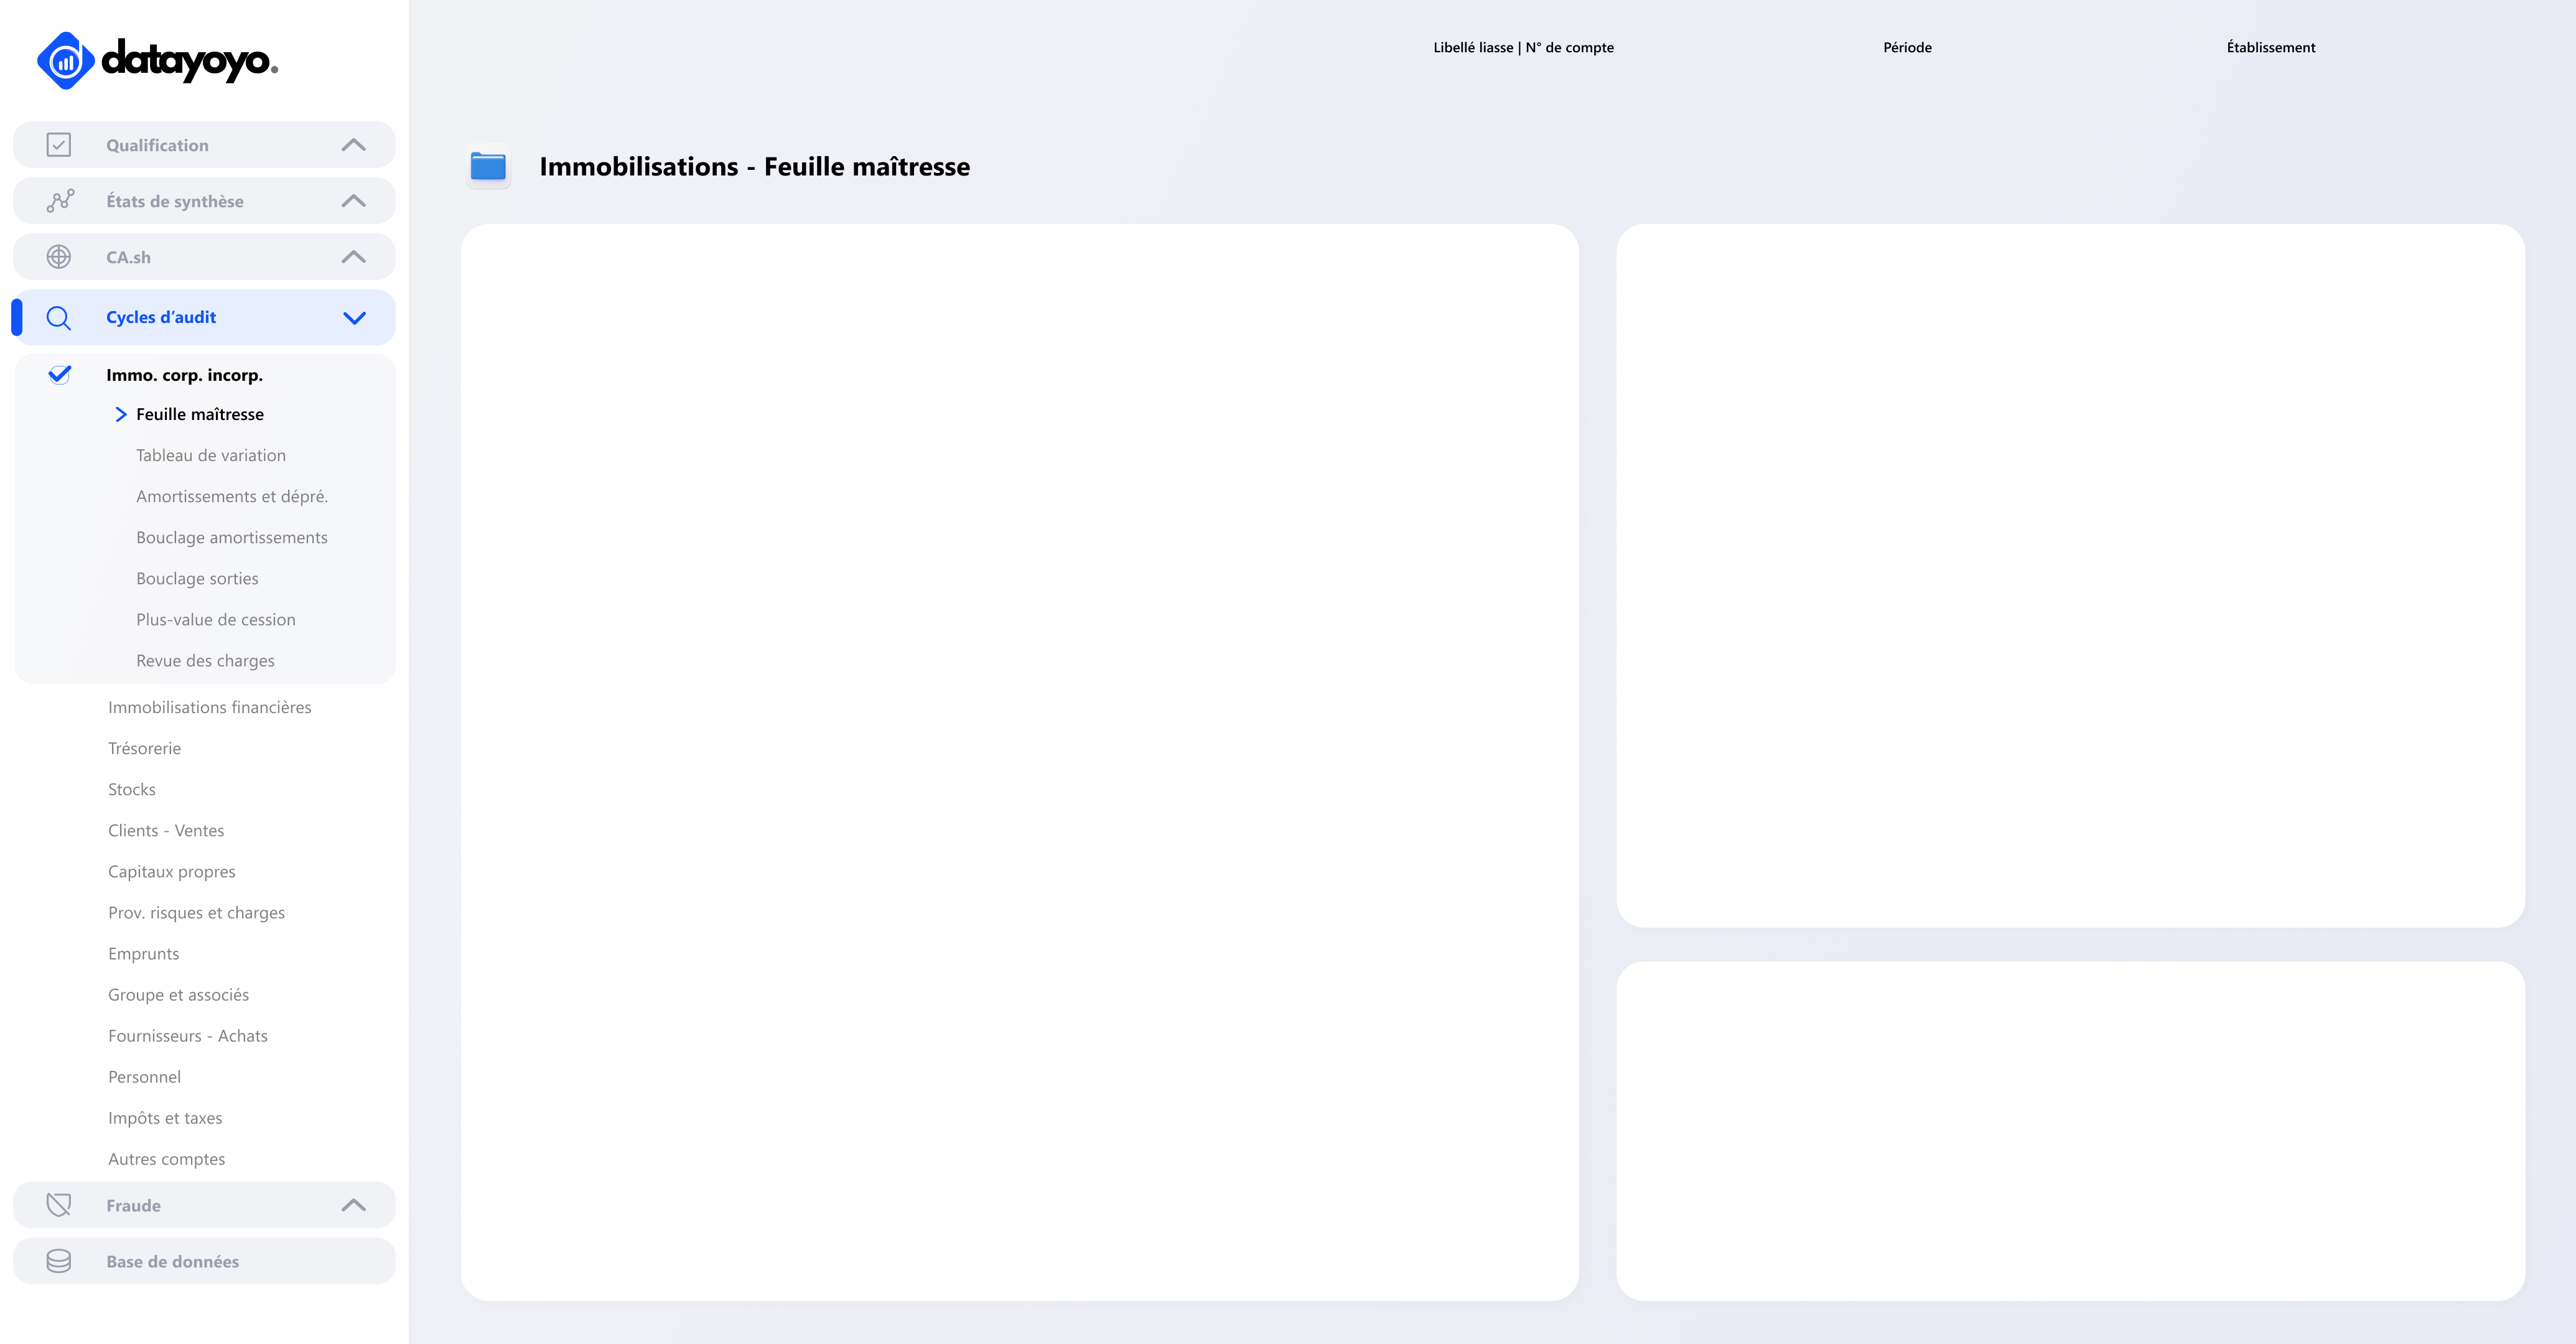 datayoyo.
Libellé liasse | N° de compte
Période
Établissement
Qualification
États de synthèse
CA.sh
Cycles d’audit
Immo. corp. incorp.
Feuille maîtresse
Tableau de variation
Amortissements et dépré.
Bouclage amortissements
Bouclage sorties
Plus-value de cession
Revue des charges
Immobilisations financières
Trésorerie
Stocks
Clients - Ventes
Capitaux propres
Prov. risques et charges
Emprunts
Groupe et associés
Fournisseurs - Achats
Personnel
Impôts et taxes
Autres comptes
Fraude
Base de données
Immobilisations - Feuille maîtresse